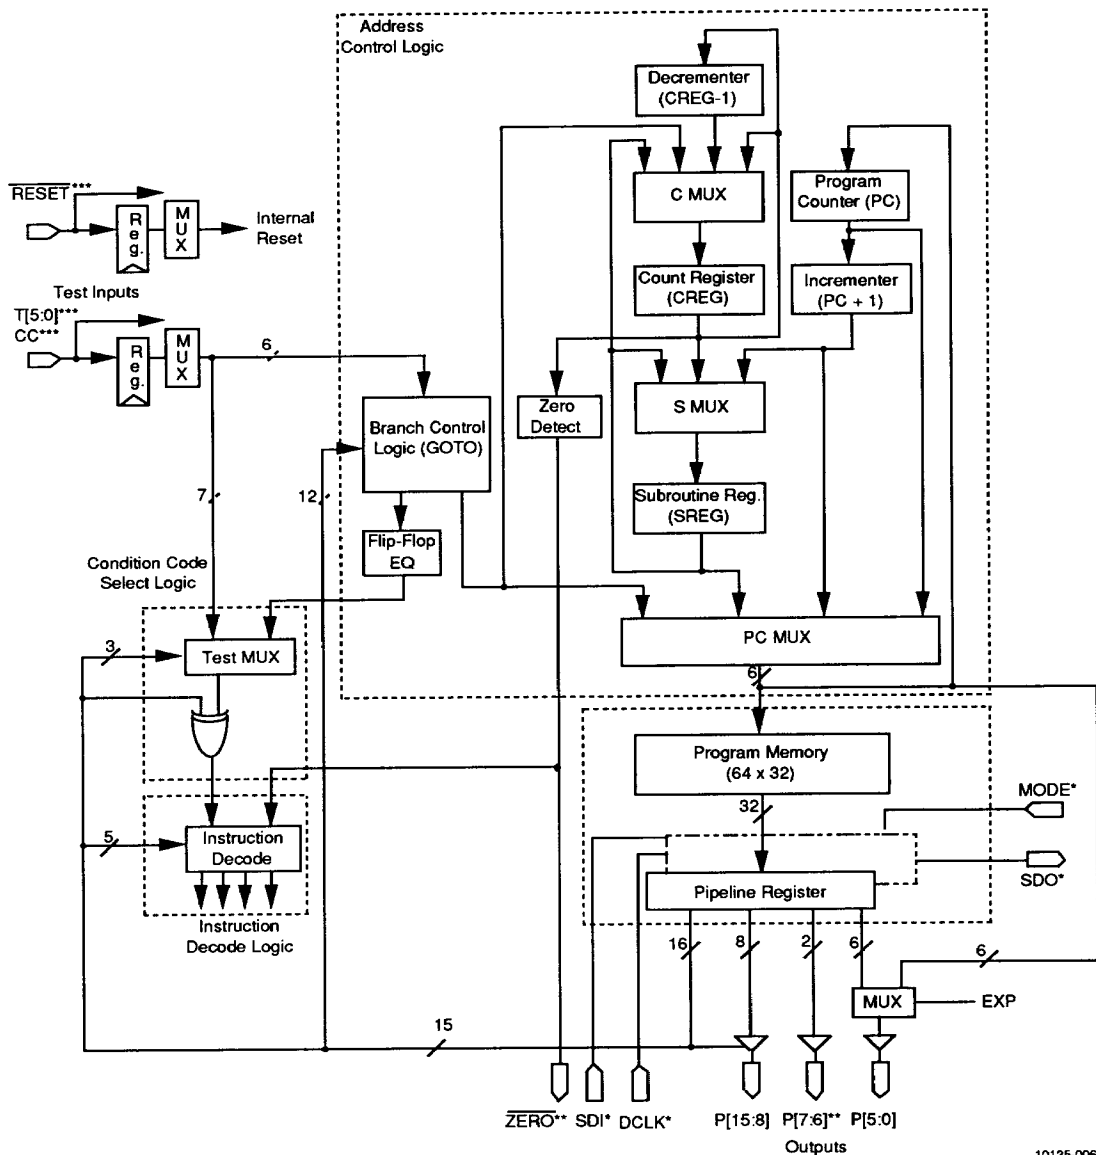 Address
Control Logic
Decrementer
(CREG-1)
RESET***
Reg.
MUX
Internal
Reset
C MUX
Program
Counter (PC)
Count Register
(CREG)
Incrementer
(PC + 1)
Test Inputs
T[5:0]***
CC***
Reg.
MUX
6
Branch Control
Logic (GOTO)
Zero
Detect
S MUX
7
12
Subroutine Reg.
(SREG)
Flip-Flop
EQ
Condition Code
Select Logic
3
Test MUX
PC MUX
6
Program Memory
(64 x 32)
32
MODE*
5
Instruction
Decode
SDO*
Pipeline Register
Instruction
Decode Logic
16
8
2
6
6
MUX
EXP
15
ZERO**
SDI*
DCLK*
P[15:8]
P[7:6]**
P[5:0]
Outputs